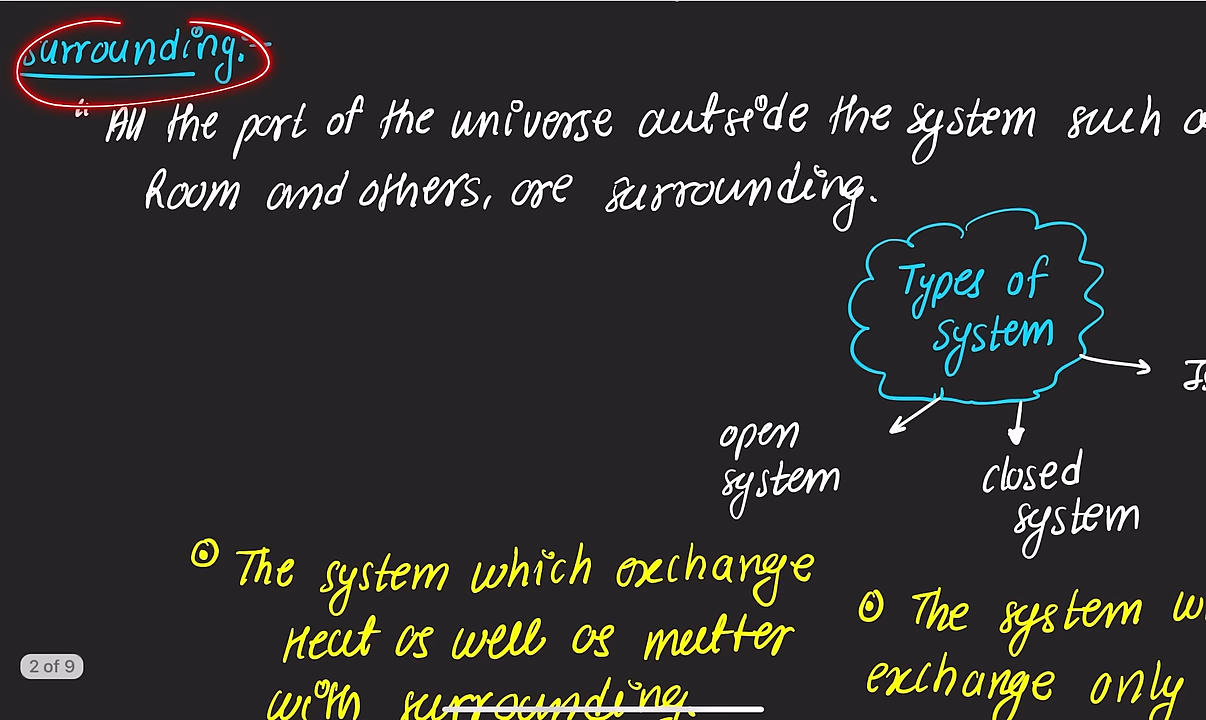 surrounding:-
" All the part of the universe outside the system such
Room and others, are surrounding.
Types of
system
open
system
closed
system
⊙ The system which exchange
Heat as well as matter
with surrounding.
⊙ The system
exchange only
2 of 9